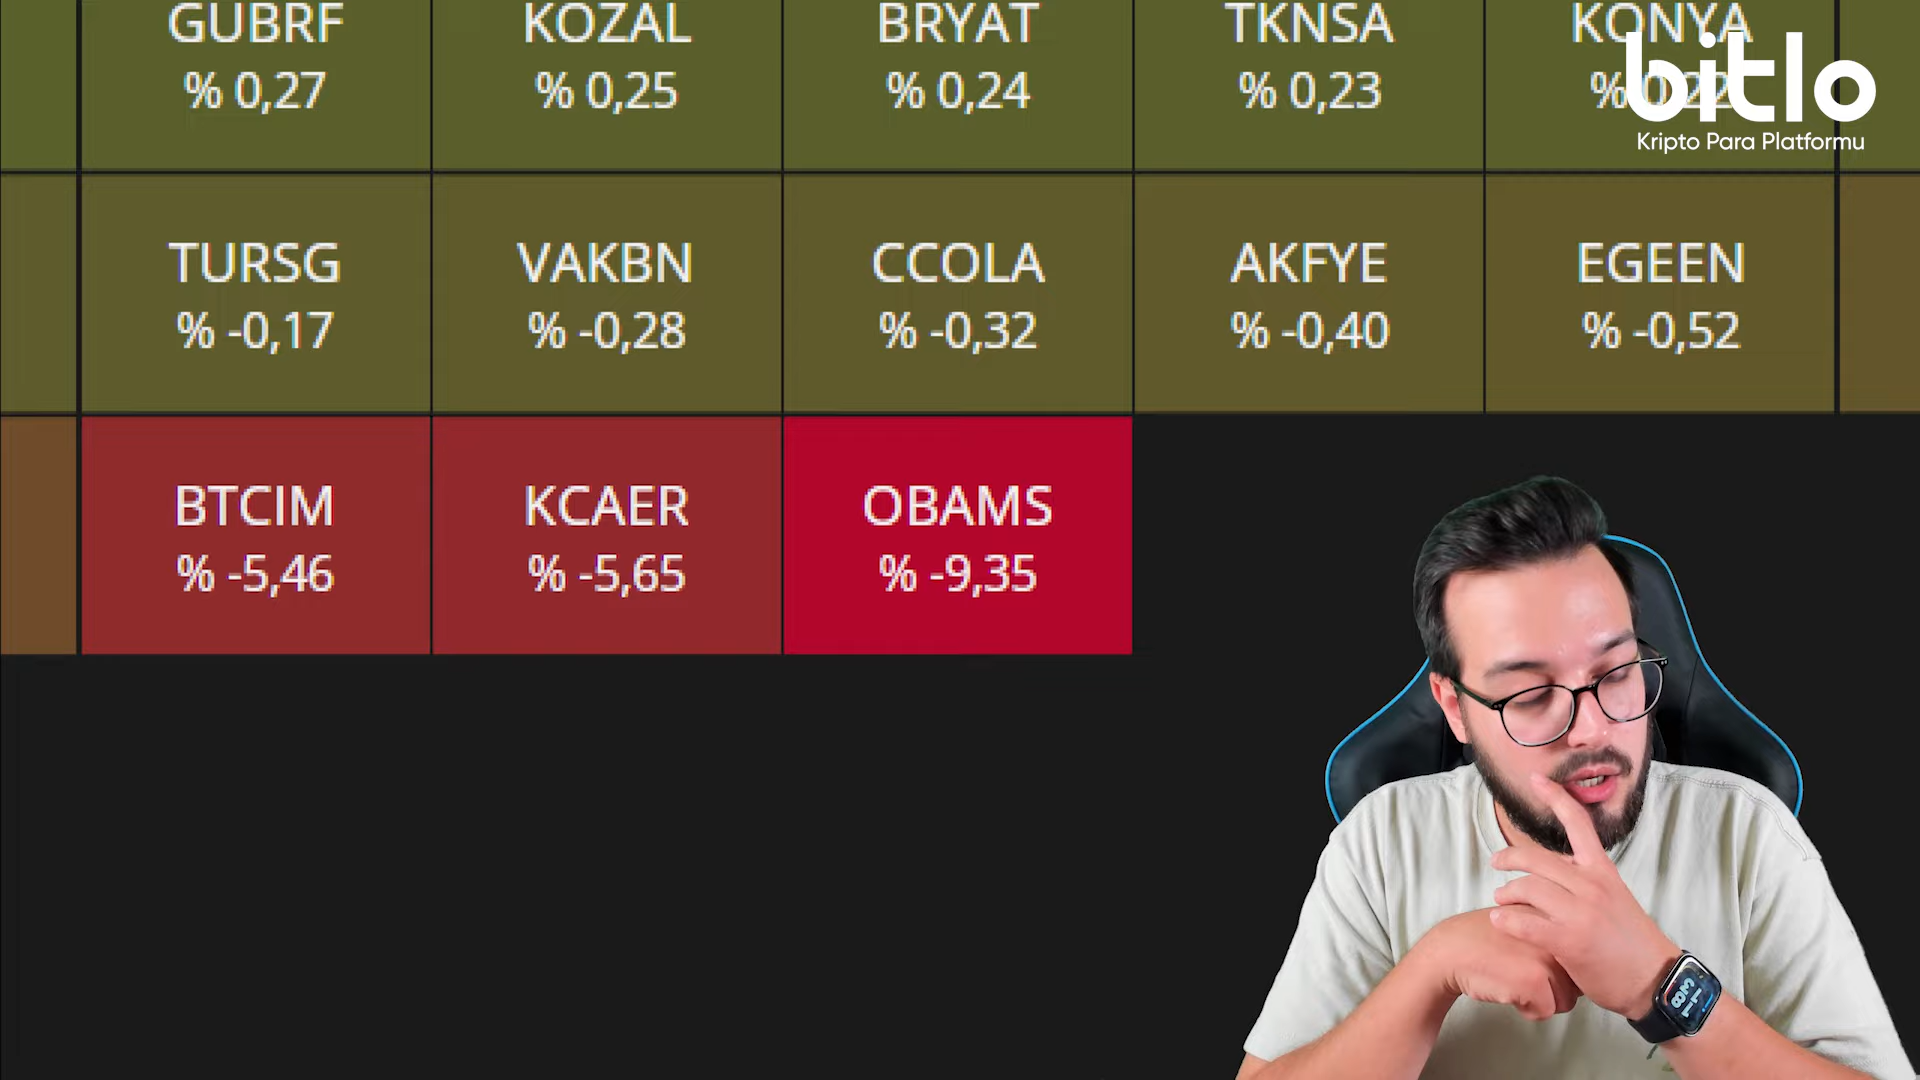 GUBRF
% 0,27
KOZAL
% 0,25
BRYAT
% 0,24
TKNSA
% 0,23
KONYA
% 0,22
bitlo
Kripto Para Platformu
TURSG
% -0,17
VAKBN
% -0,28
CCOLA
% -0,32
AKFYE
% -0,40
EGEEN
% -0,52
BTCIM
% -5,46
KCAER
% -5,65
OBAMS
% -9,35